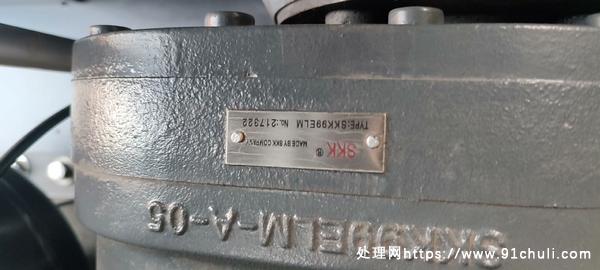 SKK ® MADE BY SKK COMPANY
TYPE:SKK99ELM No.:217322
SKK99ELM-A-05
处理网https://www.91chuli.com/